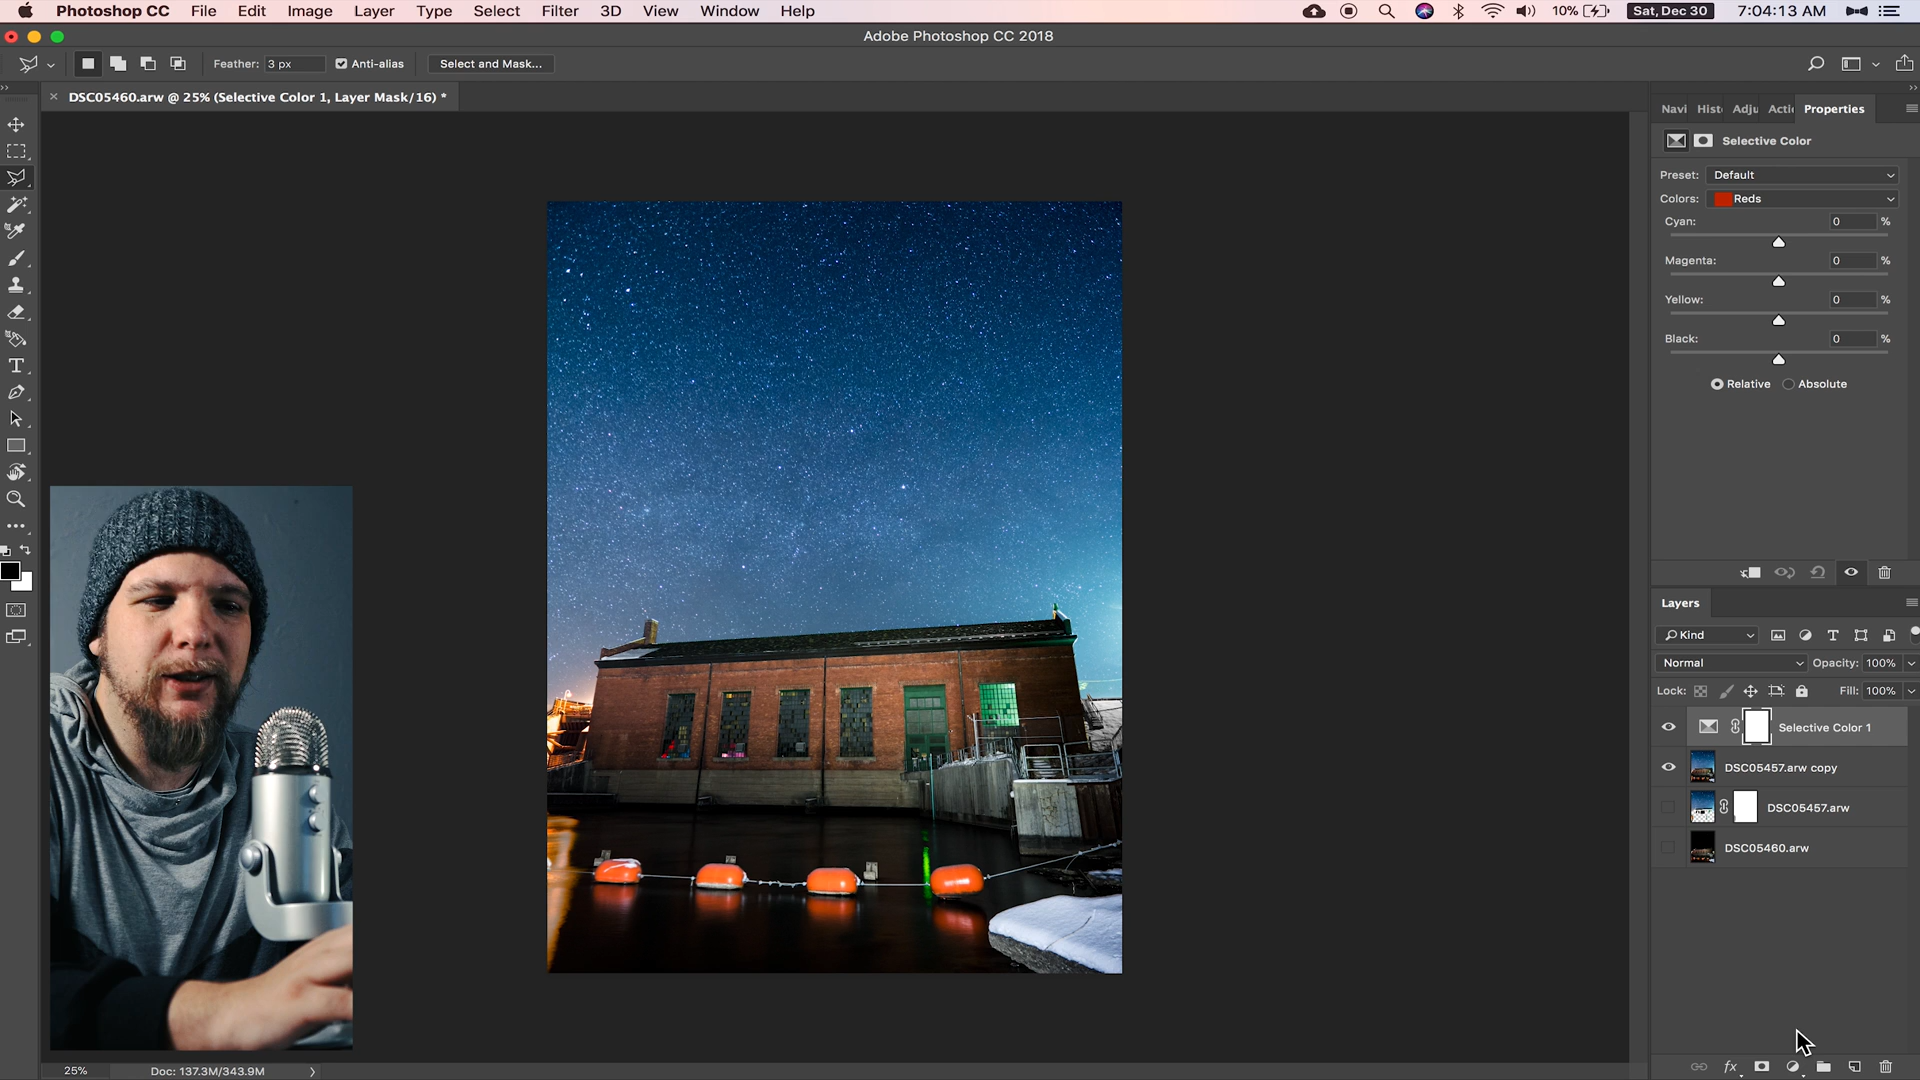 Photoshop CC File Edit Image Layer Type Select Filter 3D View Window Help 10% Sat, Dec 30 7:04:13 AM
Adobe Photoshop CC 2018
Feather: 3 px Anti-alias Select and Mask...
DSC05460.arw @ 25% (Selective Color 1, Layer Mask/16) *
Navi Hist Adju Acti Properties
Selective Color
Preset: Default
Colors: Reds
Cyan: 0 %
Magenta: 0 %
Yellow: 0 %
Black: 0 %
Relative Absolute
Layers
Kind
Normal Opacity: 100%
Lock: Fill: 100%
Selective Color 1
DSC05457.arw copy
DSC05457.arw
DSC05460.arw
25% Doc: 137.3M/343.9M
fx